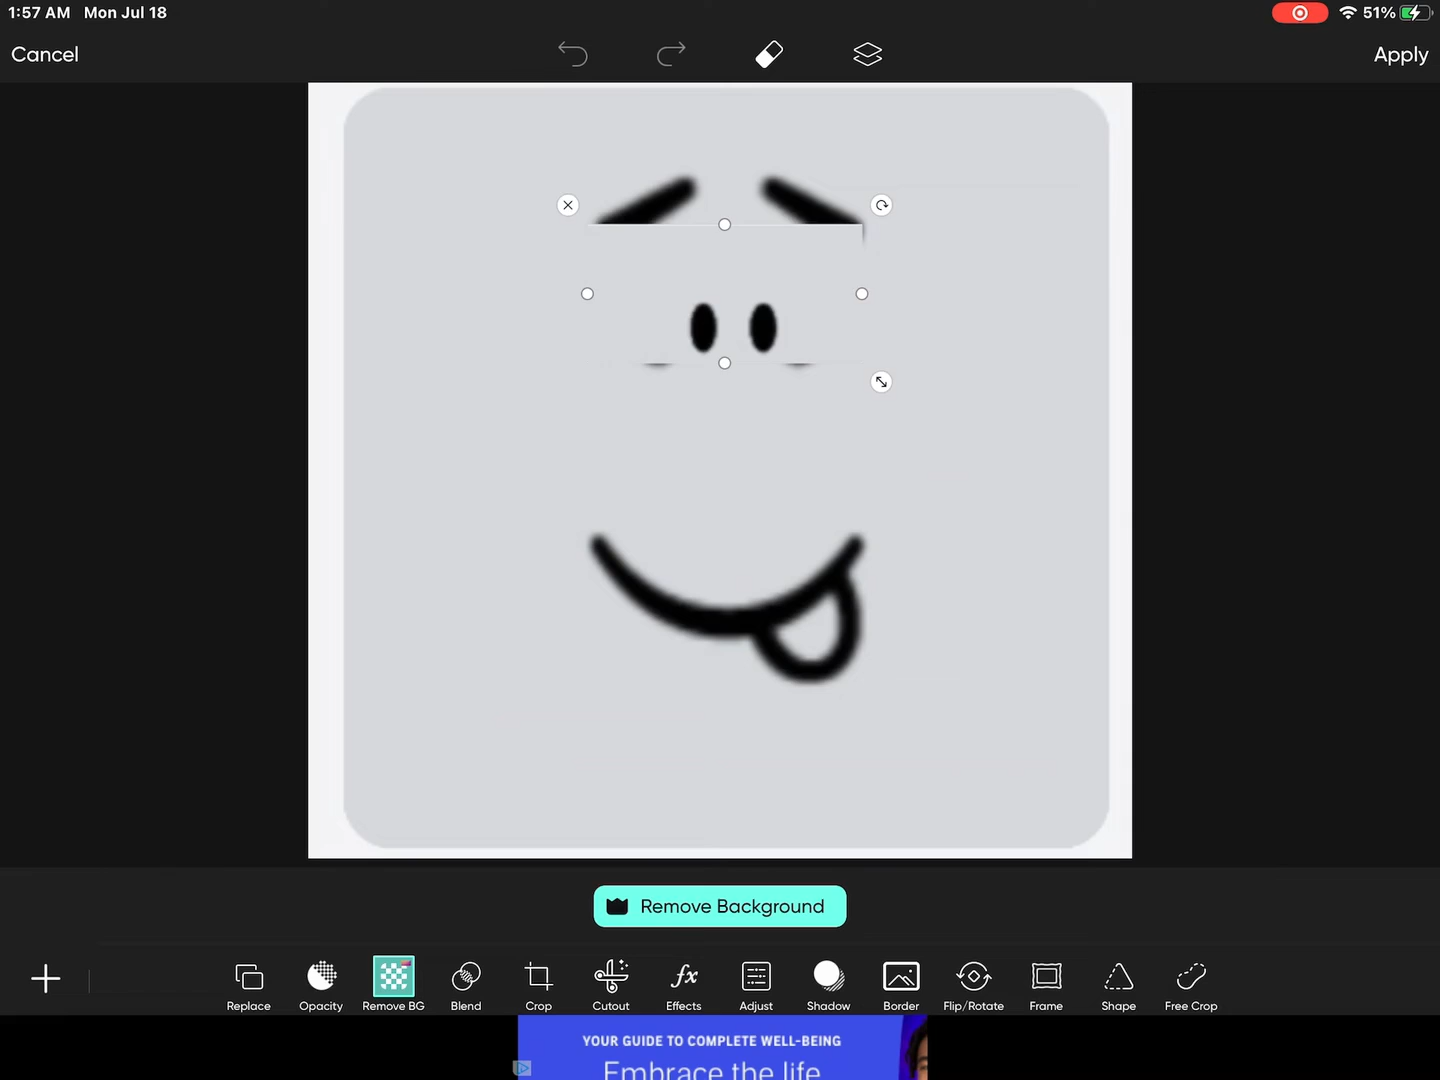 1:57 AM Mon Jul 18
51%
Cancel
Apply
Remove Background
Replace
Opacity
Remove BG
Blend
Crop
Cutout
fx
Effects
Adjust
Shadow
Border
Flip/Rotate
Frame
Shape
Free Crop
YOUR GUIDE TO COMPLETE WELL-BEING
Embrace the life